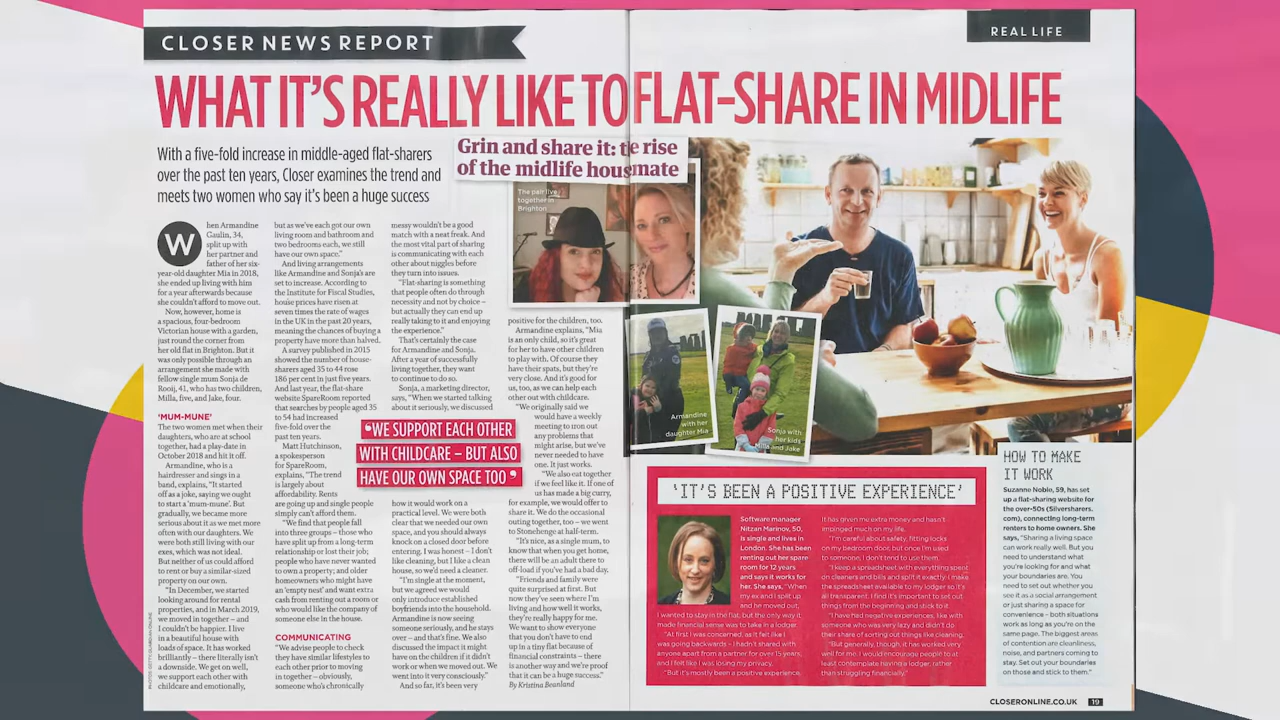 CLOSER NEWS REPORT
REAL LIFE
WHAT IT'S REALLY LIKE TO FLAT-SHARE IN MIDLIFE
With a five-fold increase in middle-aged flat-sharers
over the past ten years, Closer examines the trend and
meets two women who say it's been a huge success
Grin and share it: the rise
of the midlife housemate
The pair live
together in
Brighton
When Armandine
Gaulin, 34,
split up with
her partner and
father of her six-
year-old daughter Mia in 2018,
she ended up living with him
for a year afterwards because
she couldn't afford to move out.
Now, however, home is
a spacious, four-bedroom
Victorian house with a garden,
just round the corner from
her old flat in Brighton. But it
was only possible through an
arrangement she made with
fellow single mum Sonja de
Rooij, 41, who has two children,
Milla, five, and Jake, four.
'MUM-MUNE'
The two women met when their
daughters, who are at school
together, had a play-date in
October 2018 and hit it off.
Armandine, who is a
hairdresser and sings in a
band, explains, "It started
off as a joke, saying we ought
to start a 'mum-mune'. But
gradually, we became more
serious about it as we met more
often with our daughters. We
were both still living with our
exes, which was not ideal.
But neither of us could afford
to rent or buy a similar-sized
property on our own.
"In December, we started
looking around for rental
properties, and in March 2019,
we moved in together – and
I couldn't be happier. I live
in a beautiful house with
loads of space. It has worked
brilliantly – there literally isn't
a downside. We get on well,
we support each other with
childcare and emotionally,
but as we've each got our own
living room and bathroom and
two bedrooms each, we still
have our own space."
And living arrangements
like Armandine and Sonja's are
set to increase. According to
the Institute for Fiscal Studies,
house prices have risen at
seven times the rate of wages
in the UK in the past 20 years,
meaning the chances of buying a
property have more than halved.
A survey published in 2015
showed the number of house-
sharers aged 35 to 44 rose
186 per cent in just five years.
And last year, the flat-share
website SpareRoom reported
that searches by people aged 35
to 54 had increased
five-fold over the
past ten years.
Matt Hutchinson,
a spokesperson
for SpareRoom,
explains, "The trend
is largely about
affordability. Rents
are going up and single people
simply can't afford them.
"We find that people fall
into three groups – those who
have split up from a long-term
relationship or lost their job;
people who have never wanted
to own a property; and older
homeowners who might have
an 'empty nest' and want extra
cash from renting out a room or
who would like the company of
someone else in the house.
COMMUNICATING
"We advise people to check
they have similar lifestyles to
each other prior to moving
in together – obviously,
someone who's chronically
messy wouldn't be a good
match with a neat freak. And
the most vital part of sharing
is communicating with each
other about niggles before
they turn into issues.
"Flat-sharing is something
that people often do through
necessity and not by choice –
but actually they can end up
really taking to it and enjoying
the experience."
That's certainly the case
for Armandine and Sonja.
After a year of successfully
living together, they want
to continue to do so.
Sonja, a marketing director,
says, "When we started talking
about it seriously, we discussed
"WE SUPPORT EACH OTHER
WITH CHILDCARE – BUT ALSO
HAVE OUR OWN SPACE TOO"
how it would work on a
practical level. We were both
clear that we needed our own
space, and you should always
knock on a closed door before
entering. I was honest – I don't
like cleaning, but I like a clean
house, so we'd need a cleaner.
"I'm single at the moment,
but we agreed we would
only introduce established
boyfriends into the household.
Armandine is now seeing
someone seriously, and he stays
over – and that's fine. We also
discussed the impact it might
have on the children if it didn't
work or when we moved out. We
went into it very consciously."
And so far, it's been very
positive for the children, too.
Armandine explains, "Mia
is an only child, so it's great
for her to have other children
to play with. Of course they
have their spats, but they're
very close. And it's good for
us, too, as we can help each
other out with childcare.
"We originally said we
would have a weekly
meeting to iron out
any problems that
might arise, but we've
never needed to have
one. It just works.
"We also eat together
if we feel like it. If one of
us has made a big curry,
for example, we would offer to
share it. We do the occasional
outing together, too – we went
to Stonehenge at half-term.
"It's nice, as a single mum, to
know that when you get home,
there will be an adult there to
off-load if you've had a bad day.
"Friends and family were
quite surprised at first. But
now they've seen where I'm
living and how well it works,
they're really happy for me.
We want to show everyone
that you don't have to end
up in a tiny flat because of
financial constraints – there
is another way and we're proof
that it can be a huge success."
By Kristina Beanland
Armandine
with her
daughter Mia
Sonja with
her kids
Milla and Jake
'IT'S BEEN A POSITIVE EXPERIENCE'
Software manager
Nitzan Marinov, 50,
is single and lives in
London. She has been
renting out her spare
room for 12 years
and says it works for
her. She says, "When
my ex and I split up
and he moved out,
I wanted to stay in the flat, but the only way it
made financial sense was to take in a lodger.
"At first I was concerned, as it felt like I
was going backwards – I hadn't shared with
anyone apart from a partner for over 15 years,
and I felt like I was losing my privacy.
"But it's mostly been a positive experience.
It has given me extra money and hasn't
impinged much on my life.
"I'm careful about safety, fitting locks
on my bedroom door, but once I'm used
to someone, I don't tend to use them.
"I keep a spreadsheet with everything spent
on cleaners and bills and split it exactly. I make
the spreadsheet available to my lodger so it's
all transparent. I find it's important to set out
things from the beginning and stick to it.
"I have had negative experiences, like with
someone who was very lazy and didn't do
their share of sorting out things like cleaning.
"But generally, though, it has worked very
well for me. I would encourage people to at
least contemplate having a lodger, rather
than struggling financially."
HOW TO MAKE
IT WORK
Suzanne Noble, 59, has set
up a flat-sharing website for
the over-50s (Silversharers.
com), connecting long-term
renters to home owners. She
says, "Sharing a living space
can work really well. But you
need to understand what
you're looking for and what
your boundaries are. You
need to set out whether you
see it as a social arrangement
or just sharing a space for
convenience – both situations
work as long as you're on the
same page. The biggest areas
of contention are cleanliness,
noise, and partners coming to
stay. Set out your boundaries
on those and stick to them."
CLOSERONLINE.CO.UK 19